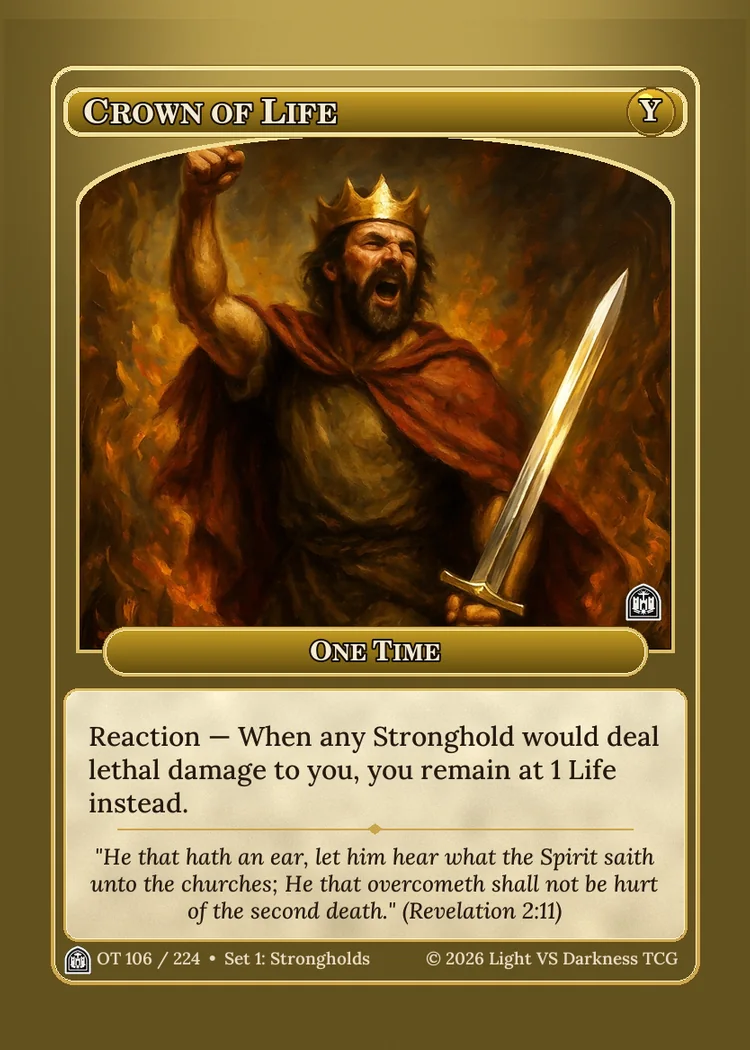 Crown of Life
Y
One Time
Reaction — When any Stronghold would deal
lethal damage to you, you remain at 1 Life
instead.
"He that hath an ear, let him hear what the Spirit saith
unto the churches; He that overcometh shall not be hurt
of the second death." (Revelation 2:11)
OT 106 / 224 • Set 1: Strongholds © 2026 Light VS Darkness TCG